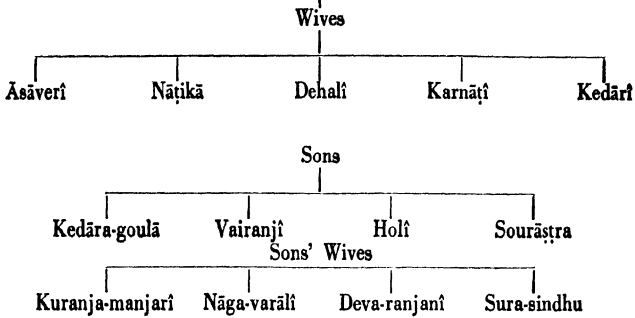 Wives
Āsāverî Nāṭikā Dehalî Karnāṭî Kedārî
Sons
Kedāra-goulā Vairanjî Holî Sourāṣṭra
Sons' Wives
Kuranja-manjarî Nāga-varālî Deva-ranjanî Sura-sindhu